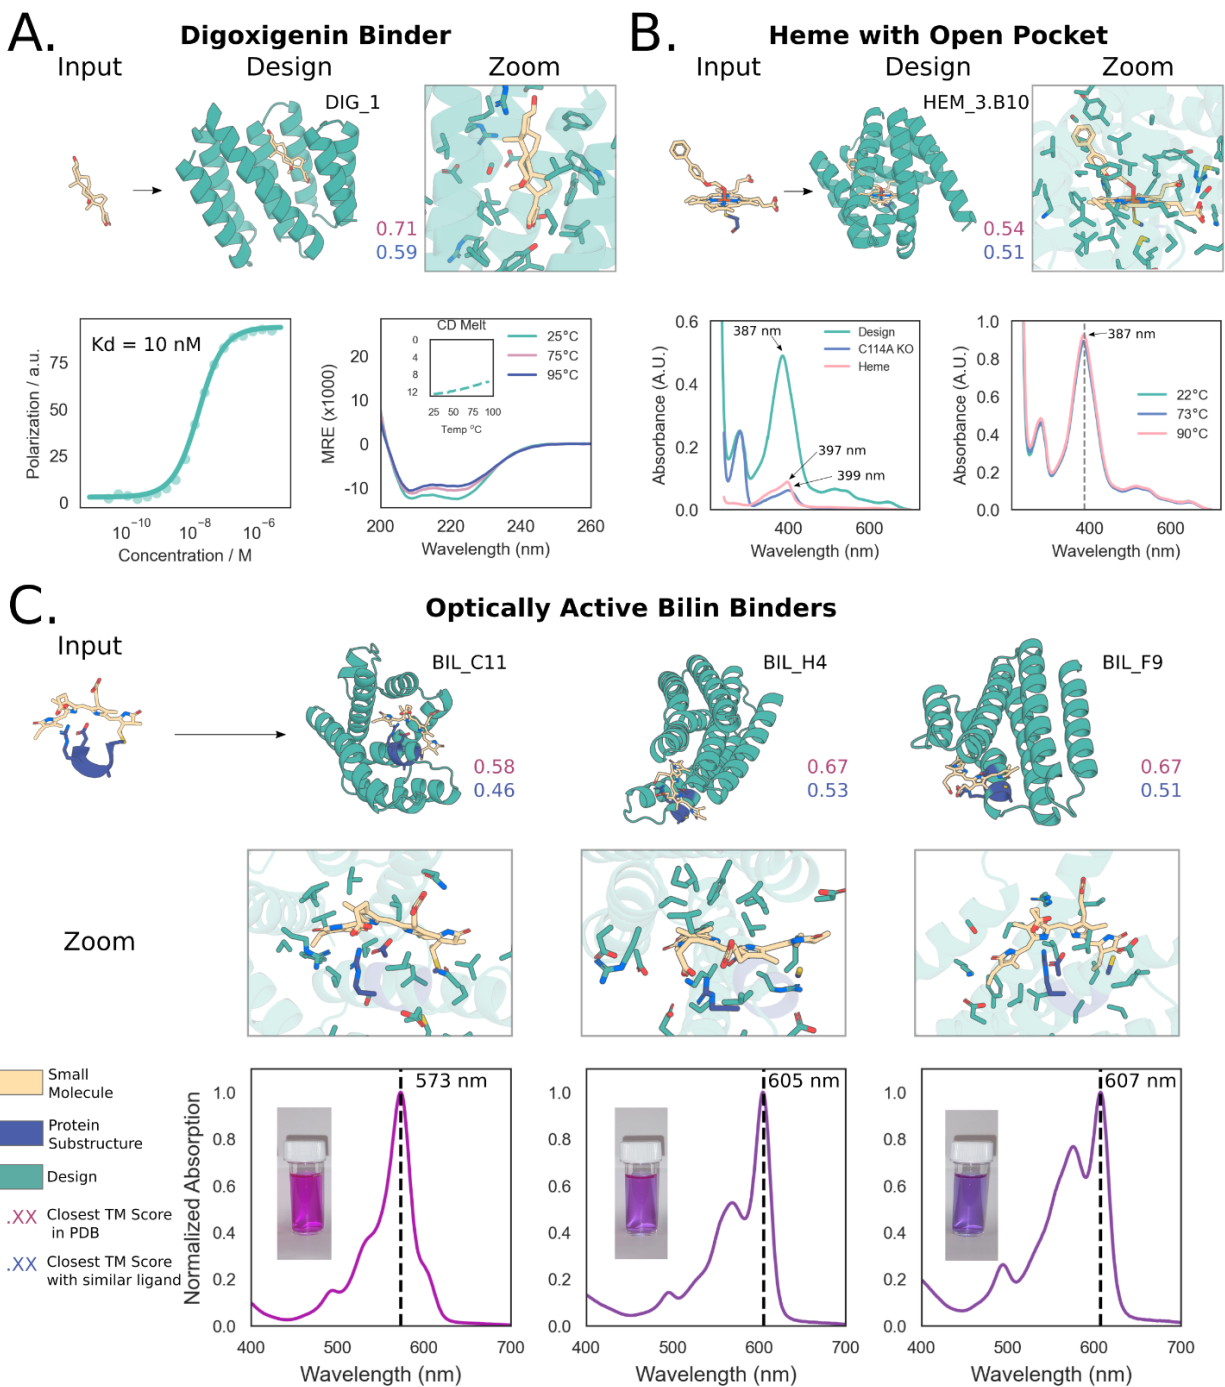 A.
Digoxigenin Binder
Input
Design
Zoom
DIG_1
0.71
0.59
Polarization / a.u.
75
50
25
0
Kd = 10 nM
10−10
10−8
10−6
Concentration / M
MRE (x1000)
20
10
0
-10
CD Melt
0
4
8
12
25 50 75 100
Temp °C
25°C
75°C
95°C
200 220 240 260
Wavelength (nm)
B.
Heme with Open Pocket
Input
Design
Zoom
HEM_3.B10
0.54
0.51
Absorbance (A.U.)
0.6
0.4
0.2
0.0
387 nm
Design
C114A KO
Heme
397 nm
399 nm
400 600
Wavelength (nm)
Absorbance (A.U.)
1.0
0.8
0.6
0.4
0.2
0.0
387 nm
22°C
73°C
90°C
400 600
Wavelength (nm)
C.
Optically Active Bilin Binders
Input
BIL_C11
0.58
0.46
BIL_H4
0.67
0.53
BIL_F9
0.67
0.51
Zoom
Small
Molecule
Protein
Substructure
Design
.XX Closest TM Score
in PDB
.XX Closest TM Score
with similar ligand
Normalized Absorption
1.0
0.8
0.6
0.4
0.2
0.0
573 nm
400 500 600 700
Wavelength (nm)
1.0
0.8
0.6
0.4
0.2
0.0
605 nm
400 500 600 700
Wavelength (nm)
1.0
0.8
0.6
0.4
0.2
0.0
607 nm
400 500 600 700
Wavelength (nm)